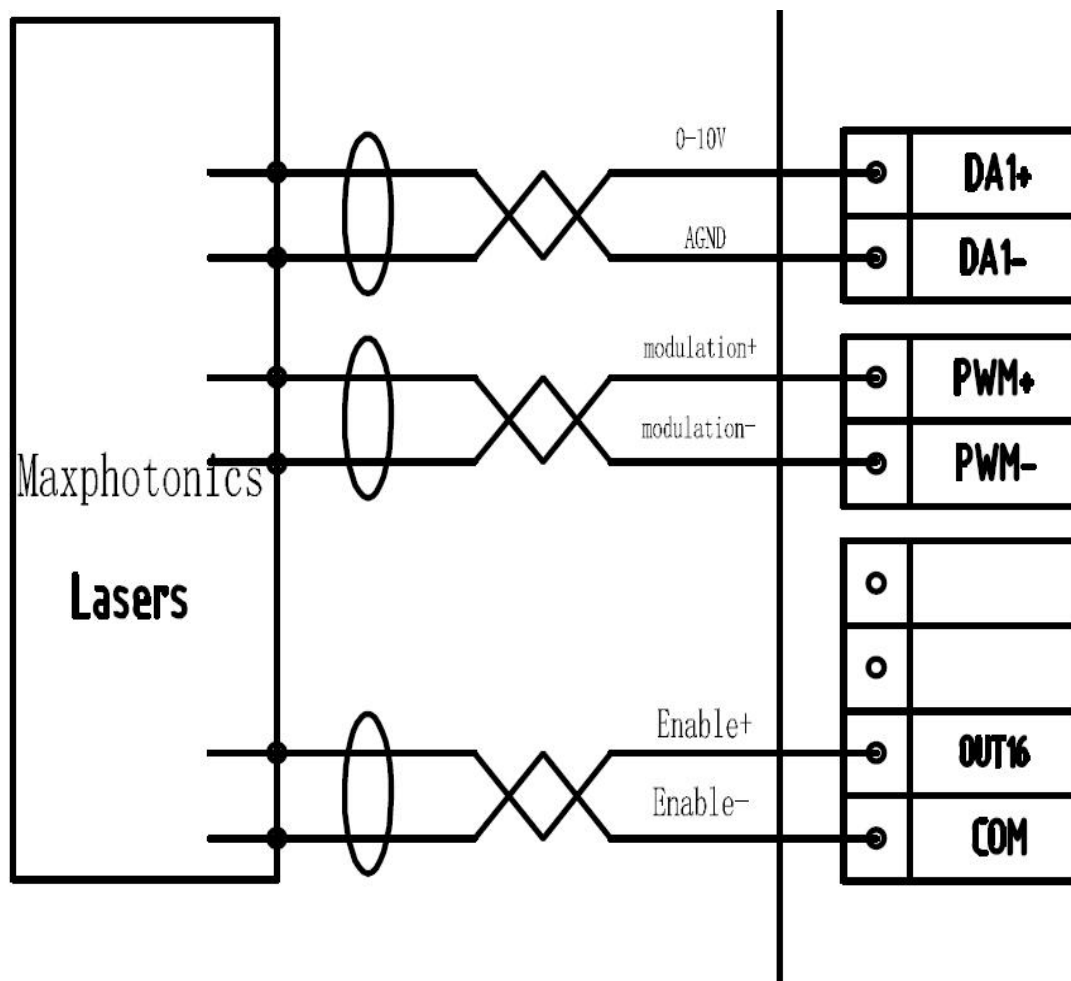 0-10V
DA1+
AGND
DA1-
modulation+
PWM+
modulation-
PWM-
Maxphotonics
Lasers
Enable+
OUT16
Enable-
COM